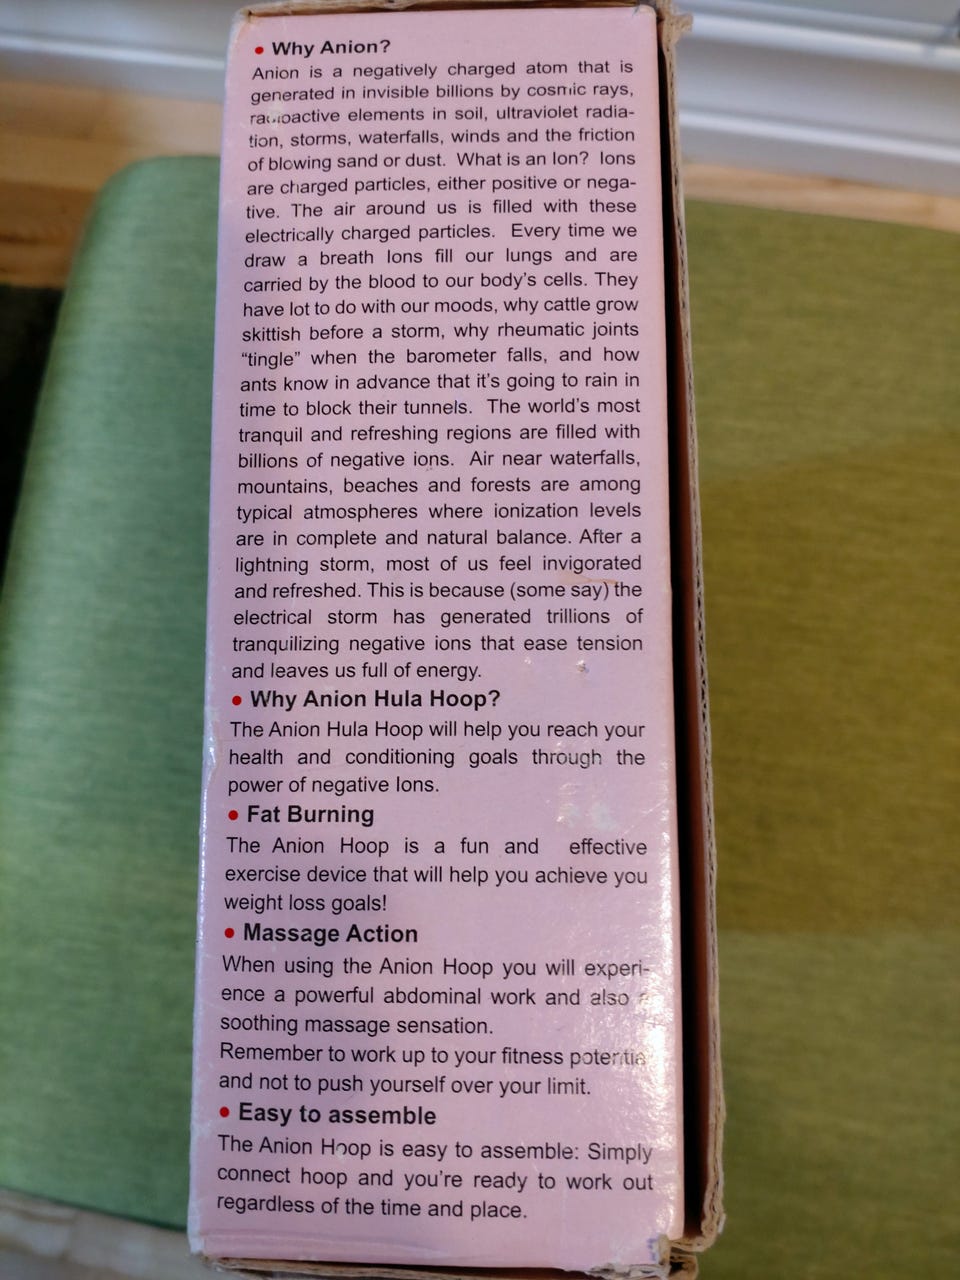 • Why Anion?
Anion is a negatively charged atom that is
generated in invisible billions by cosmic rays,
radioactive elements in soil, ultraviolet radia-
tion, storms, waterfalls, winds and the friction
of blowing sand or dust. What is an Ion? Ions
are charged particles, either positive or nega-
tive. The air around us is filled with these
electrically charged particles. Every time we
draw a breath Ions fill our lungs and are
carried by the blood to our body's cells. They
have lot to do with our moods, why cattle grow
skittish before a storm, why rheumatic joints
“tingle” when the barometer falls, and how
ants know in advance that it's going to rain in
time to block their tunnels. The world's most
tranquil and refreshing regions are filled with
billions of negative ions. Air near waterfalls,
mountains, beaches and forests are among
typical atmospheres where ionization levels
are in complete and natural balance. After a
lightning storm, most of us feel invigorated
and refreshed. This is because (some say) the
electrical storm has generated trillions of
tranquilizing negative ions that ease tension
and leaves us full of energy.
• Why Anion Hula Hoop?
The Anion Hula Hoop will help you reach your
health and conditioning goals through the
power of negative Ions.
• Fat Burning
The Anion Hoop is a fun and effective
exercise device that will help you achieve you
weight loss goals!
• Massage Action
When using the Anion Hoop you will experi-
ence a powerful abdominal work and also a
soothing massage sensation.
Remember to work up to your fitness potential
and not to push yourself over your limit.
• Easy to assemble
The Anion Hoop is easy to assemble: Simply
connect hoop and you're ready to work out
regardless of the time and place.